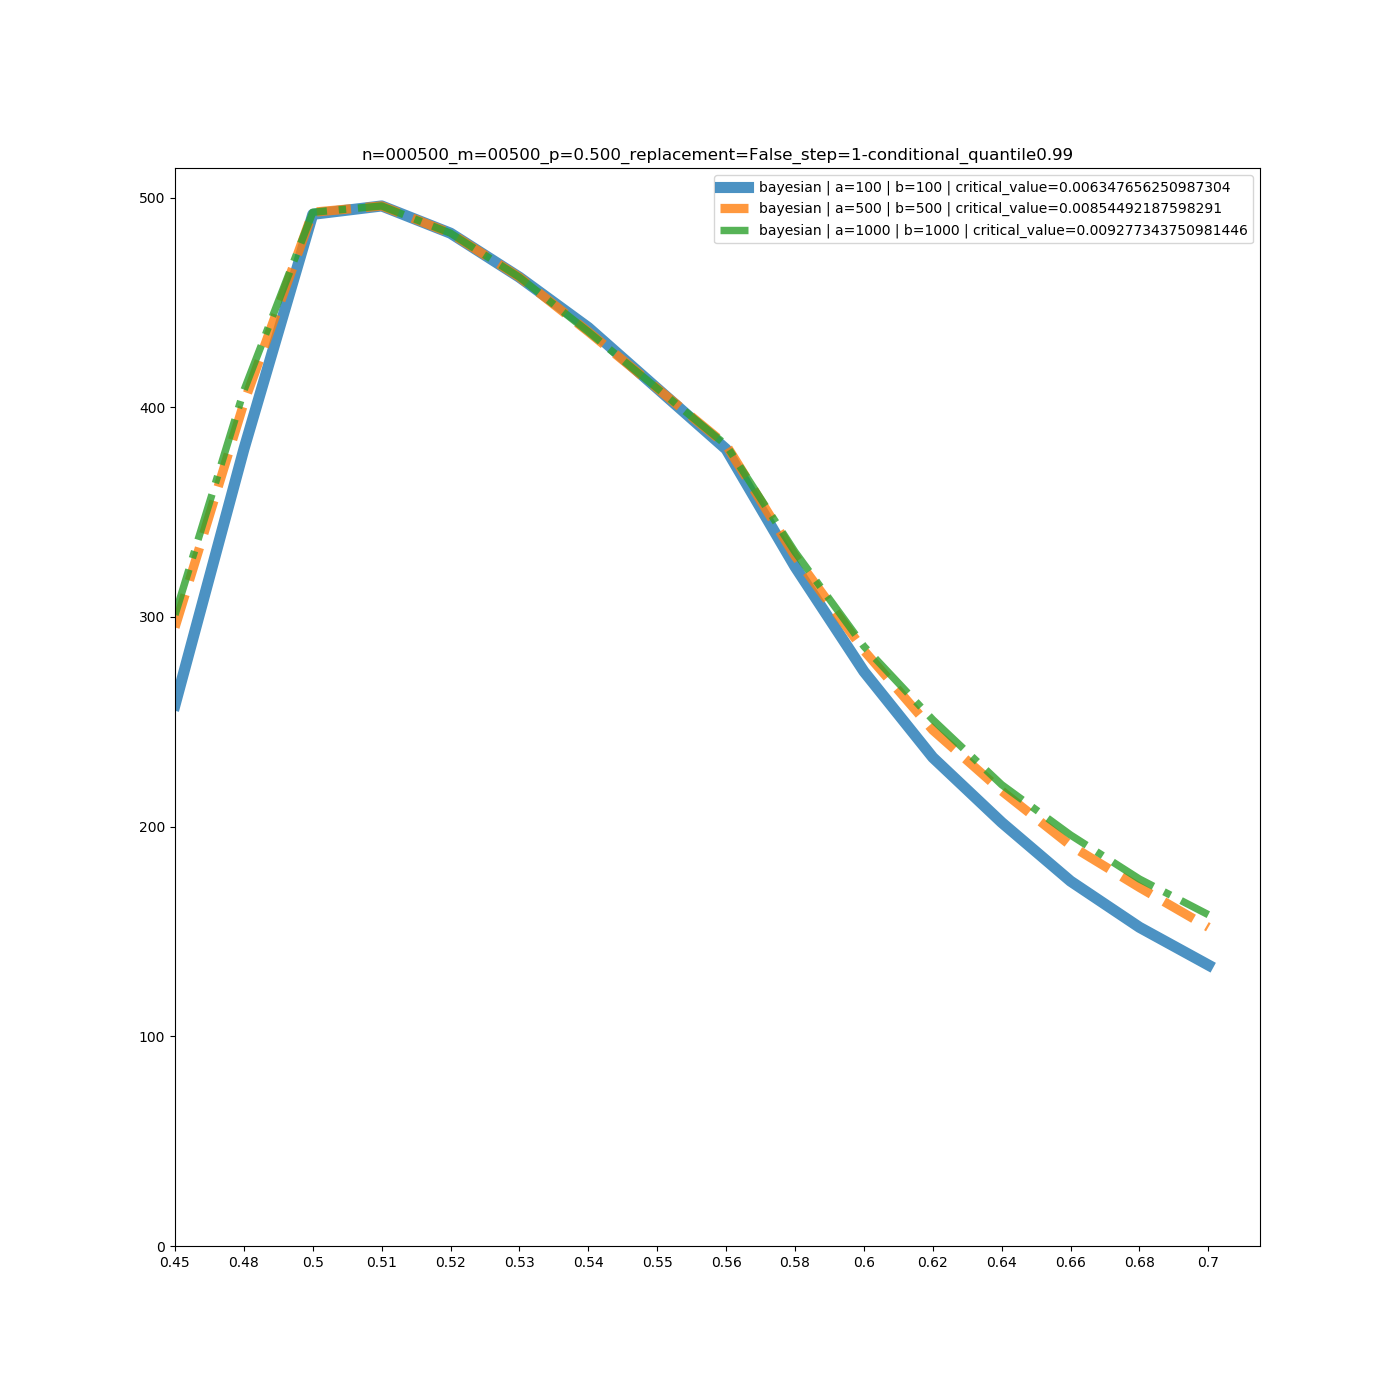 n=000500_m=00500_p=0.500_replacement=False_step=1-conditional_quantile0.99
bayesian | a=100 | b=100 | critical_value=0.006347656250987304
bayesian | a=500 | b=500 | critical_value=0.00854492187598291
bayesian | a=1000 | b=1000 | critical_value=0.009277343750981446
500
400
300
200
100
0
0.45 0.48 0.5 0.51 0.52 0.53 0.54 0.55 0.56 0.58 0.6 0.62 0.64 0.66 0.68 0.7